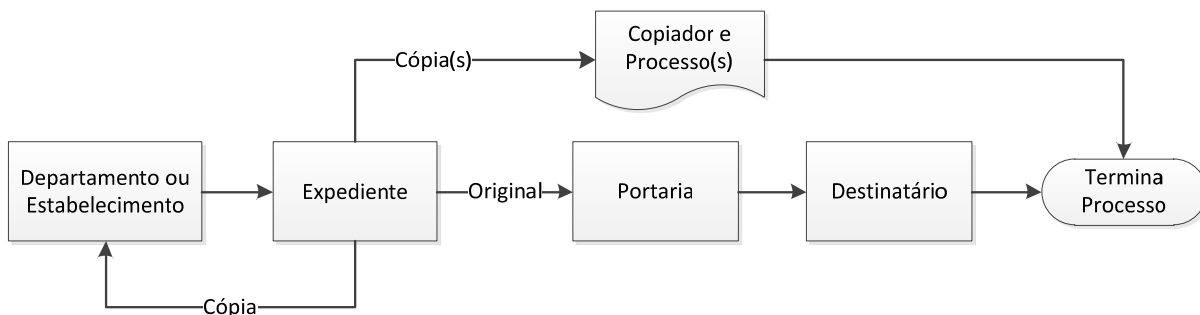 Copiador e
Processo(s)
Cópia(s)
Departamento ou
Estabelecimento
Expediente
Original
Portaria
Destinatário
Termina
Processo
Cópia